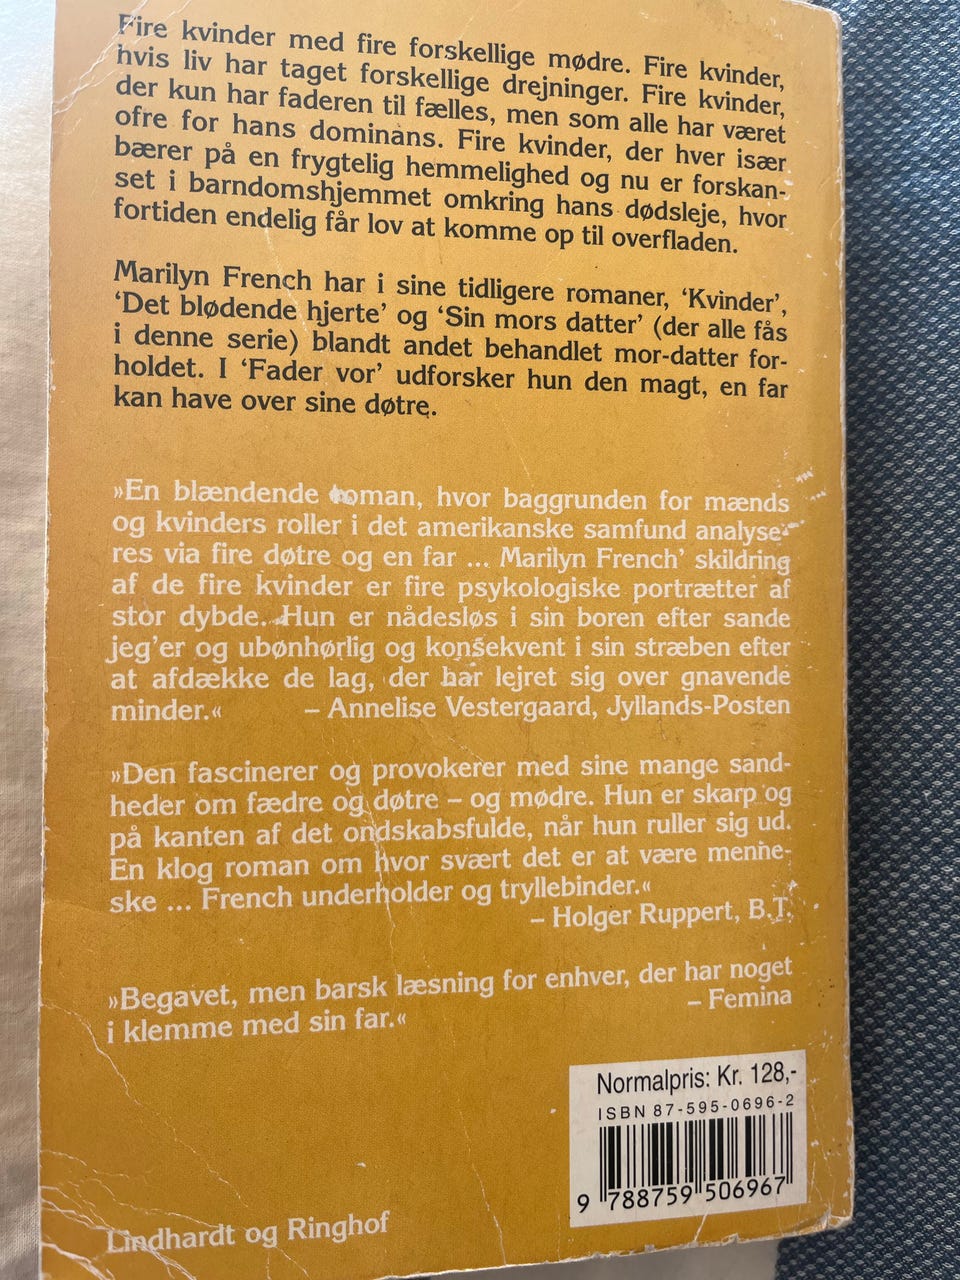 Fire kvinder med fire forskellige mødre. Fire kvinder,
hvis liv har taget forskellige drejninger. Fire kvinder,
der kun har faderen til fælles, men som alle har været
ofre for hans dominans. Fire kvinder, der hver især
bærer på en frygtelig hemmelighed og nu er forskan-
set i barndomshjemmet omkring hans dødsleje, hvor
fortiden endelig får lov at komme op til overfladen.
Marilyn French har i sine tidligere romaner, ‘Kvinder’,
‘Det blødende hjerte’ og ‘Sin mors datter’ (der alle fås
i denne serie) blandt andet behandlet mor-datter for-
holdet. I ‘Fader vor’ udforsker hun den magt, en far
kan have over sine døtre.
»En blændende roman, hvor baggrunden for mænds
og kvinders roller i det amerikanske samfund analyse-
res via fire døtre og en far ... Marilyn French’ skildring
af de fire kvinder er fire psykologiske portrætter af
stor dybde. Hun er nådesløs i sin boren efter sande
jeg’er og ubønhørlig og konsekvent i sin stræben efter
at afdække de lag, der har lejret sig over gnavende
minder.« – Annelise Vestergaard, Jyllands-Posten
»Den fascinerer og provokerer med sine mange sand-
heder om fædre og døtre – og mødre. Hun er skarp og
på kanten af det ondskabsfulde, når hun ruller sig ud.
En klog roman om hvor svært det er at være menne-
ske ... French underholder og tryllebinder.«
– Holger Ruppert, B.T.
»Begavet, men barsk læsning for enhver, der har noget
i klemme med sin far.« – Femina
Normalpris: Kr. 128,-
ISBN 87-595-0696-2
9 788759 506967
Lindhardt og Ringhof